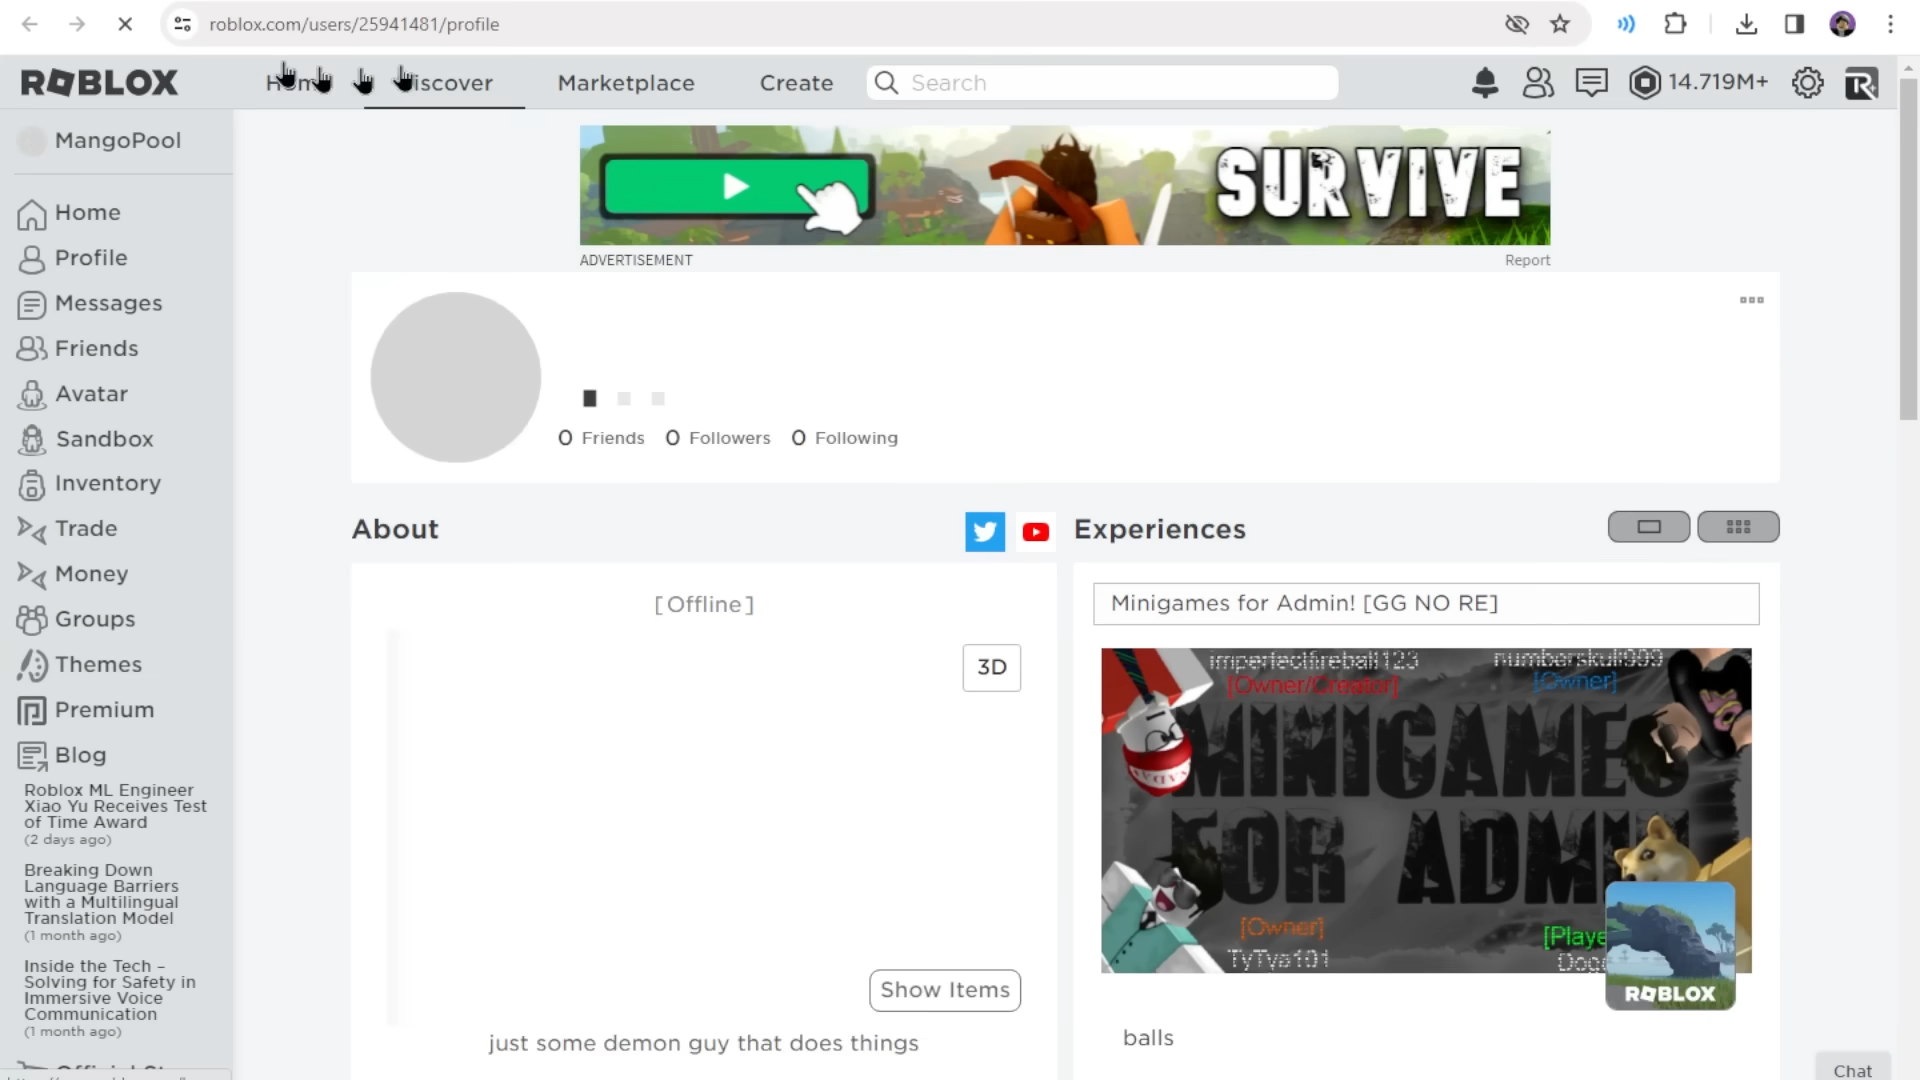 roblox.com/users/25941481/profile
ROBLOX
Discover
Marketplace
Create
Search
14.719M+
MangoPool
Home
Profile
Messages
Friends
Avatar
Sandbox
Inventory
Trade
Money
Groups
Themes
Premium
Blog
Roblox ML Engineer
Xiao Yu Receives Test
of Time Award
(2 days ago)
Breaking Down
Language Barriers
with a Multilingual
Translation Model
(1 month ago)
Inside the Tech –
Solving for Safety in
Immersive Voice
Communication
(1 month ago)
SURVIVE
ADVERTISEMENT
Report
0 Friends 0 Followers 0 Following
About
[Offline]
3D
Show Items
just some demon guy that does things
Experiences
Minigames for Admin! [GG NO RE]
imperfectfireball123
[Owner/Creator]
numberskull999
[Owner]
MINIGAMES
FOR ADMIN
[Owner]
TyTya101
[Playe
Doge
ROBLOX
balls
Chat